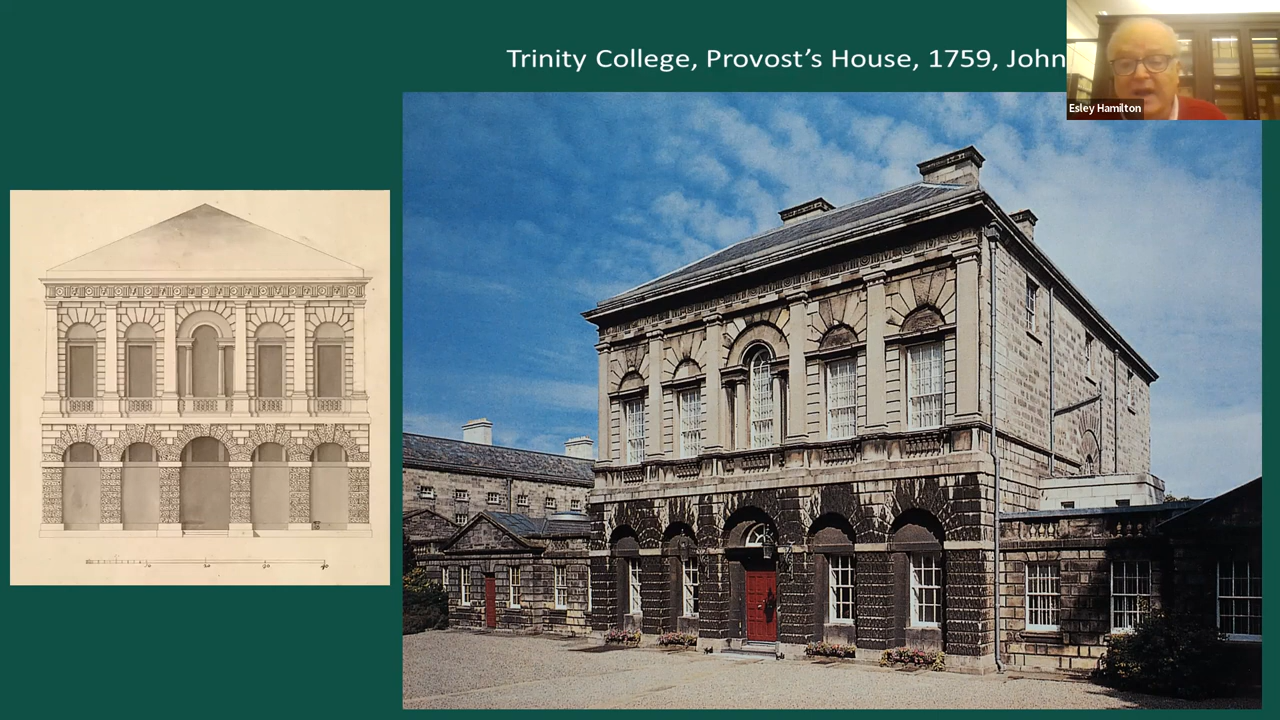 Trinity College, Provost’s House, 1759, John
Esley Hamilton